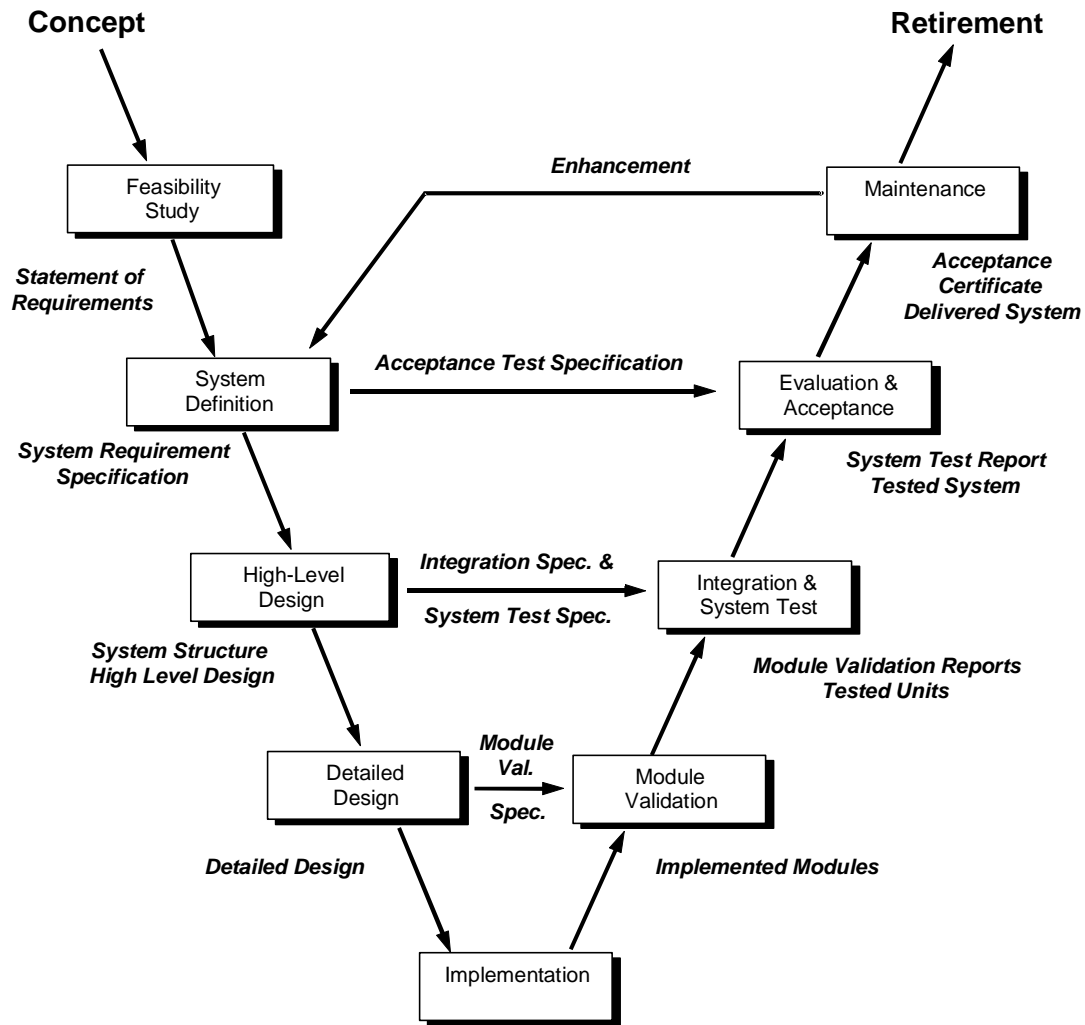 Concept
Retirement
Enhancement
Feasibility
Study
Maintenance
Statement of
Requirements
Acceptance
Certificate
Delivered System
Acceptance Test Specification
System
Definition
Evaluation &
Acceptance
System Requirement
Specification
System Test Report
Tested System
High-Level
Design
Integration Spec. &
System Test Spec.
Integration &
System Test
System Structure
High Level Design
Module Validation Reports
Tested Units
Detailed
Design
Module
Val.
Spec.
Module
Validation
Detailed Design
Implemented Modules
Implementation